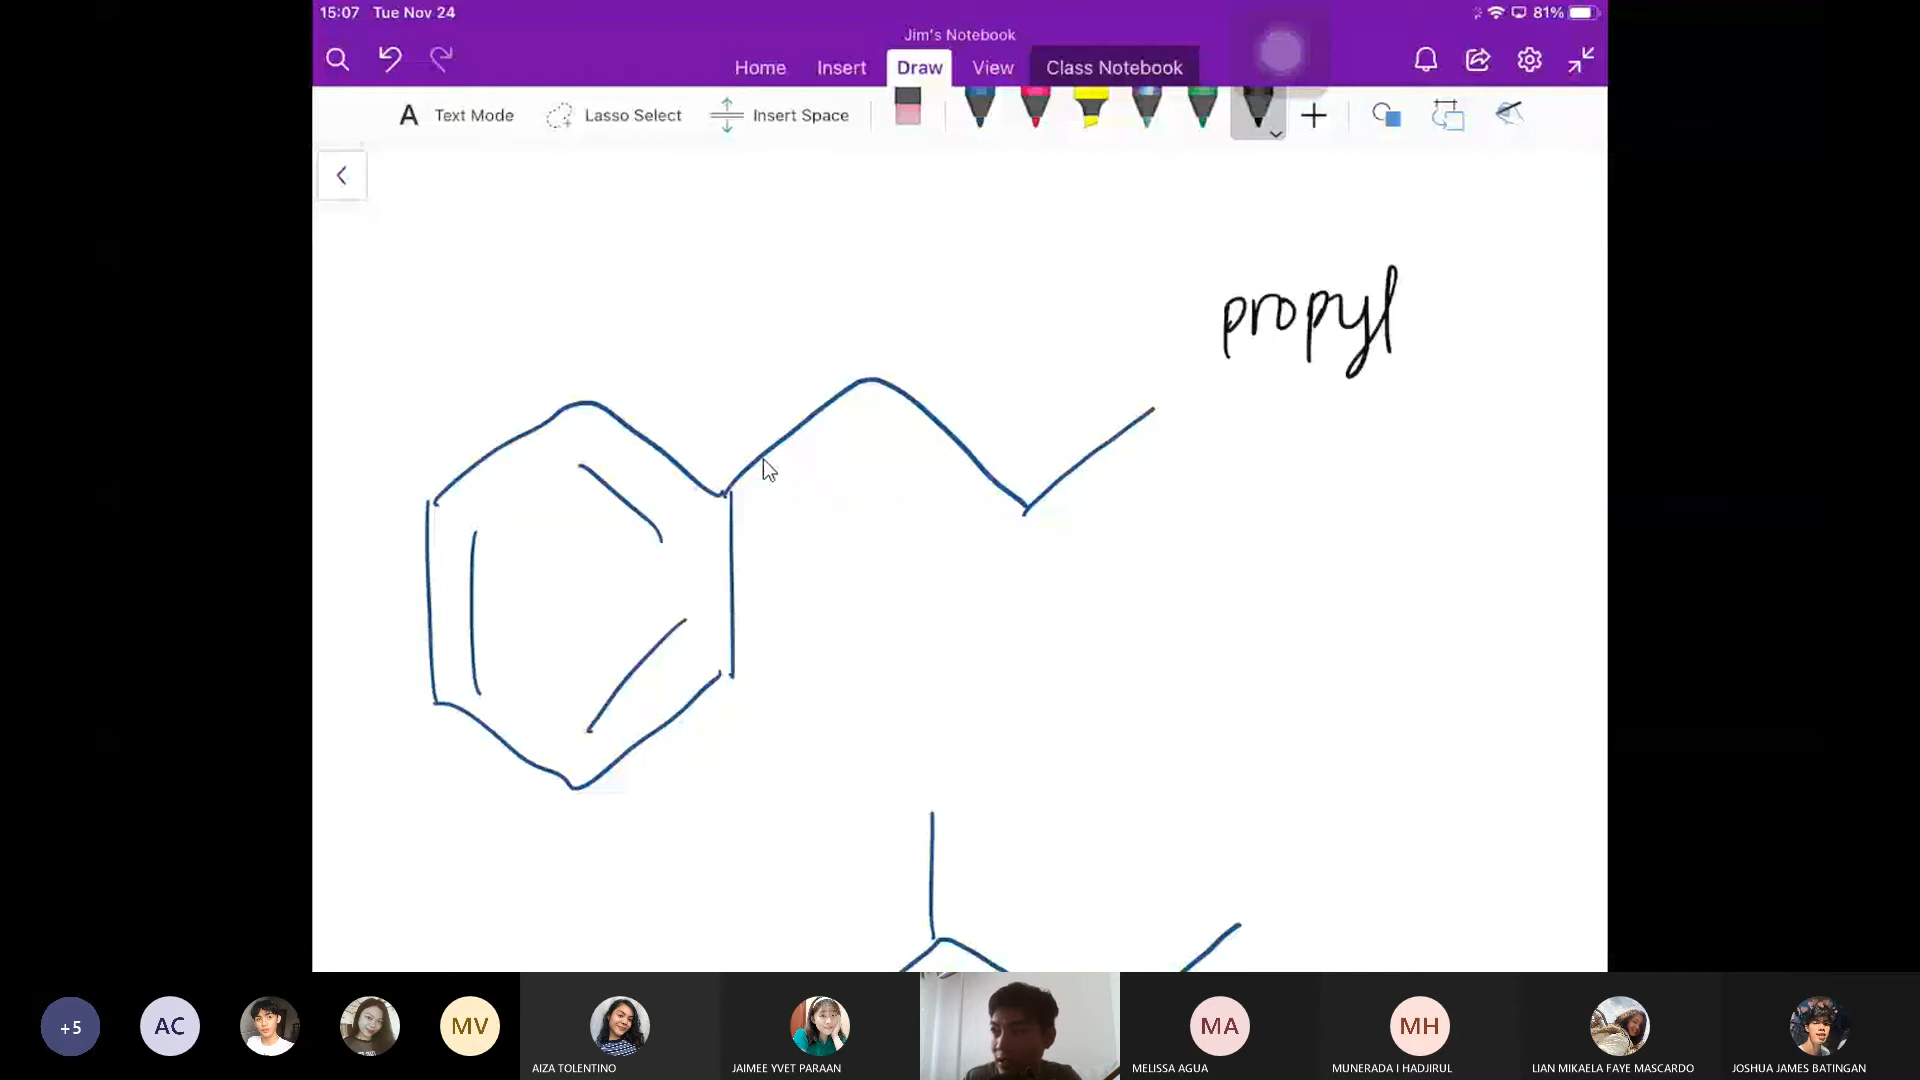 15:07 Tue Nov 24
81%
Jim's Notebook
Home Insert Draw View Class Notebook
A Text Mode Lasso Select Insert Space
propyl
+5 AC MV MA MH
AIZA TOLENTINO JAIMEE YVET PARAAN MELISSA AGUA MUNERADA I HADJIRUL LIAN MIKAELA FAYE MASCARDO JOSHUA JAMES BATINGAN